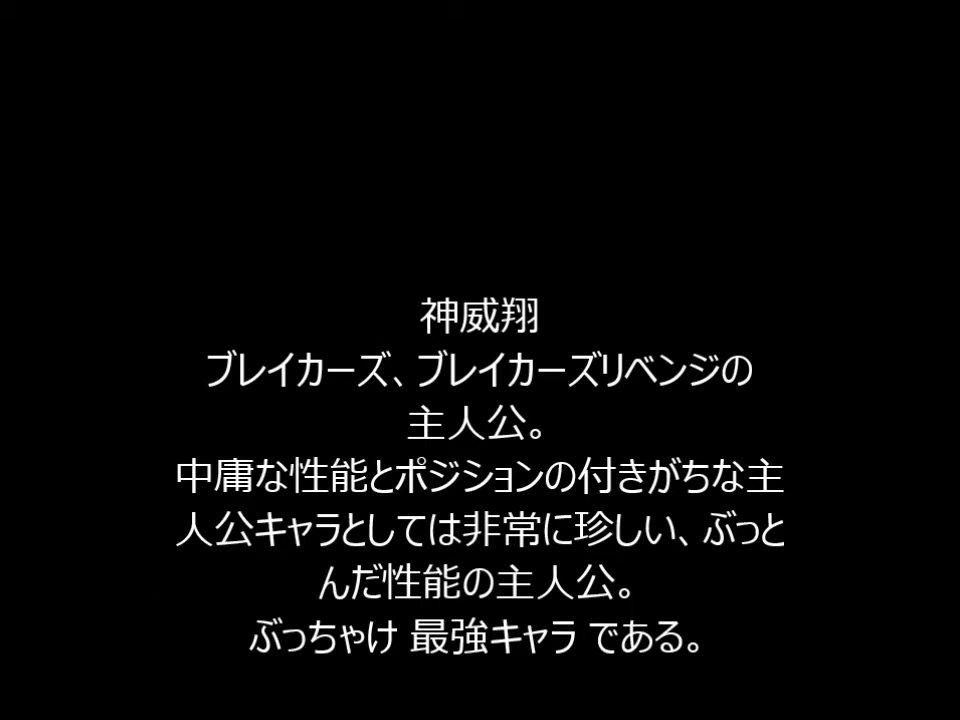 神威翔
ブレイカーズ、ブレイカーズリベンジの
主人公。
中庸な性能とポジションの付きがちな主
人公キャラとしては非常に珍しい、ぶっと
んだ性能の主人公。
ぶっちゃけ 最強キャラ である。